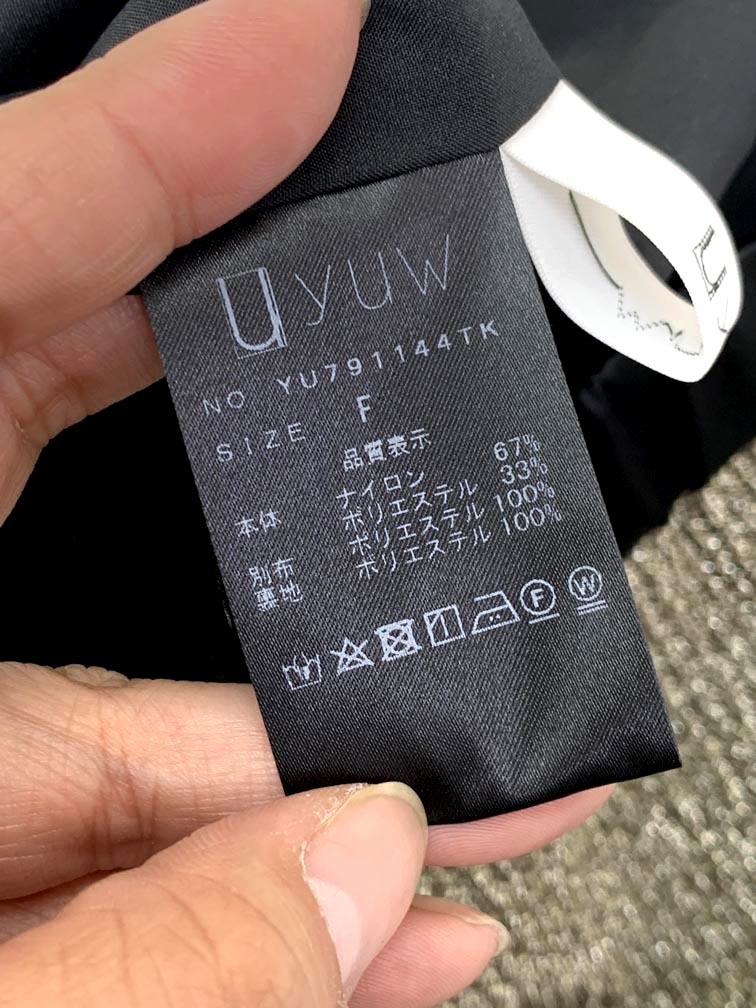 uyuw
NO YU791144TK
SIZE F
品質表示
本体 ナイロン 67%
ポリエステル 33%
別布 ポリエステル 100%
裏地 ポリエステル 100%
F W